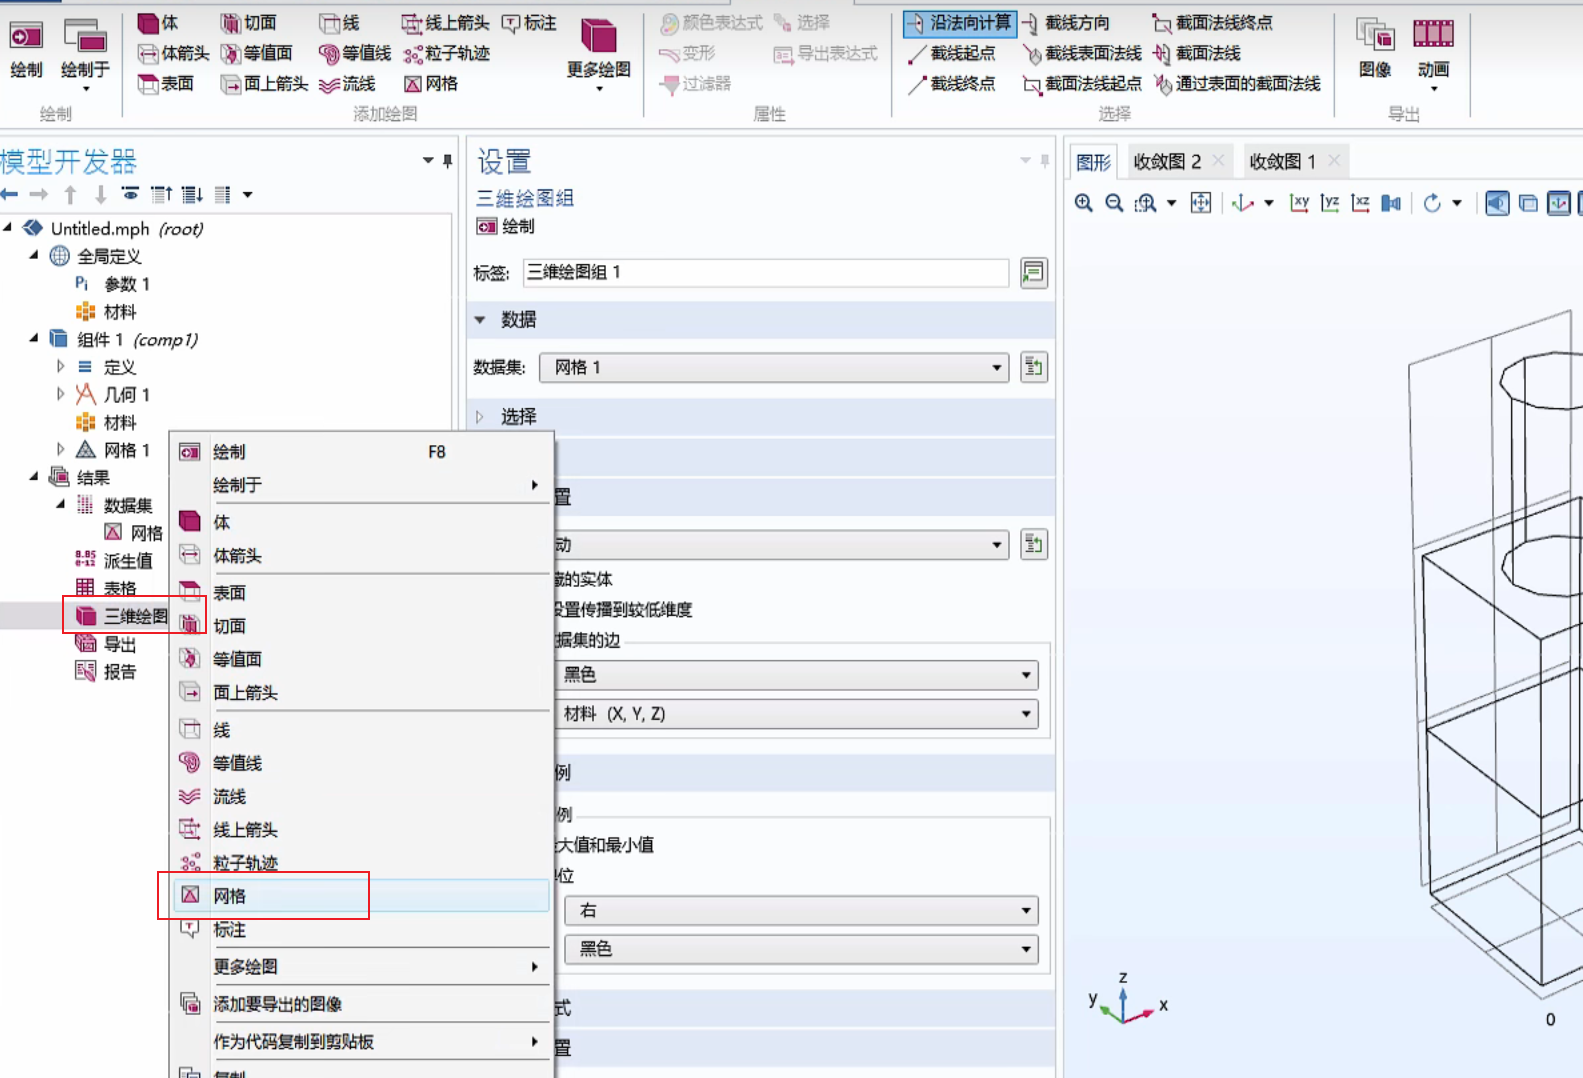 体
切面
线
线上箭头
标注
颜色表达式
选择
沿法向计算
截线方向
截面法线终点
体箭头
等值面
等值线
粒子轨迹
变形
导出表达式
截线起点
截线表面法线
截面法线
绘制
绘制于
更多绘图
图像
动画
表面
面上箭头
流线
网格
过滤器
截线终点
截面法线起点
通过表面的截面法线
绘制
添加绘图
属性
选择
导出
模型开发器
Untitled.mph (root)
全局定义
Pi 参数 1
材料
组件 1 (comp1)
定义
几何 1
材料
网格 1
结果
数据集
网格
8.85
e-12
派生值
表格
三维绘图
导出
报告
绘制 F8
绘制于
体
体箭头
表面
切面
等值面
面上箭头
线
等值线
流线
线上箭头
粒子轨迹
网格
标注
更多绘图
添加要导出的图像
作为代码复制到剪贴板
复制
设置
三维绘图组
绘制
标签: 三维绘图组 1
数据
数据集: 网格 1
选择
置
动
藏的实体
设置传播到较低维度
据集的边
黑色
材料 (X, Y, Z)
例
例
最大值和最小值
单位
右
黑色
式
置
图形
收敛图 2
收敛图 1
xy
yz
xz
z
y
x
0